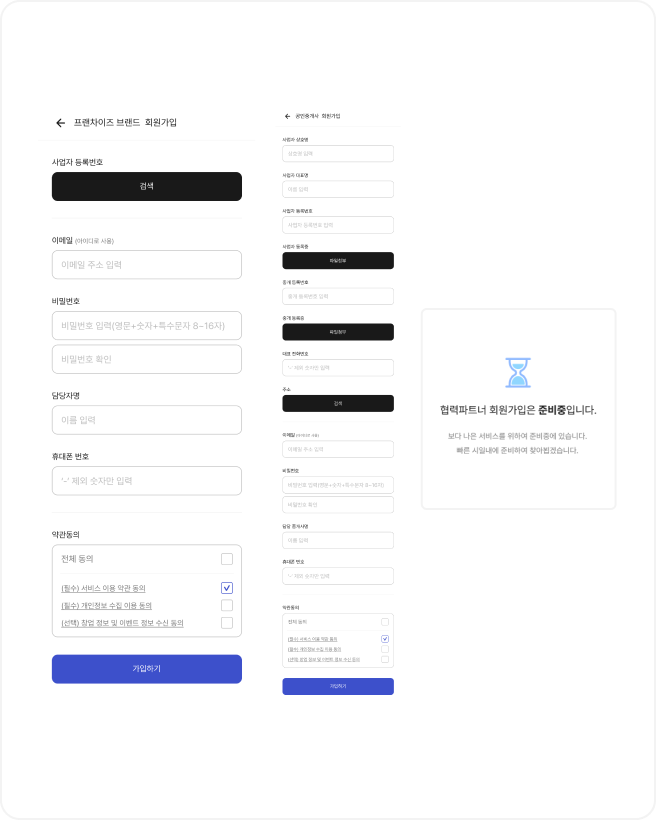 프랜차이즈 브랜드 회원가입
사업자 등록번호
검색
이메일 (아이디로 사용)
이메일 주소 입력
비밀번호
비밀번호 입력(영문+숫자+특수문자 8~16자)
비밀번호 확인
담당자명
이름 입력
휴대폰 번호
'-' 제외 숫자만 입력
약관동의
전체 동의
(필수) 서비스 이용 약관 동의
(필수) 개인정보 수집 이용 동의
(선택) 창업 정보 및 이벤트 정보 수신 동의
가입하기
공인중개사 회원가입
사업자 상호명
상호명 입력
사업자 대표명
이름 입력
사업자 등록번호
사업자 등록번호 입력
사업자 등록증
파일첨부
중개 등록번호
중개 등록번호 입력
중개 등록증
파일첨부
대표 전화번호
'-' 제외 숫자만 입력
주소
검색
이메일 (아이디로 사용)
이메일 주소 입력
비밀번호
비밀번호 입력(영문+숫자+특수문자 8~16자)
비밀번호 확인
담당 중개사명
이름 입력
휴대폰 번호
'-' 제외 숫자만 입력
약관동의
전체 동의
(필수) 서비스 이용 약관 동의
(필수) 개인정보 수집 이용 동의
(선택) 창업 정보 및 이벤트 정보 수신 동의
가입하기
협력파트너 회원가입은 준비중입니다.
보다 나은 서비스를 위하여 준비중에 있습니다.
빠른 시일내에 준비하여 찾아뵙겠습니다.